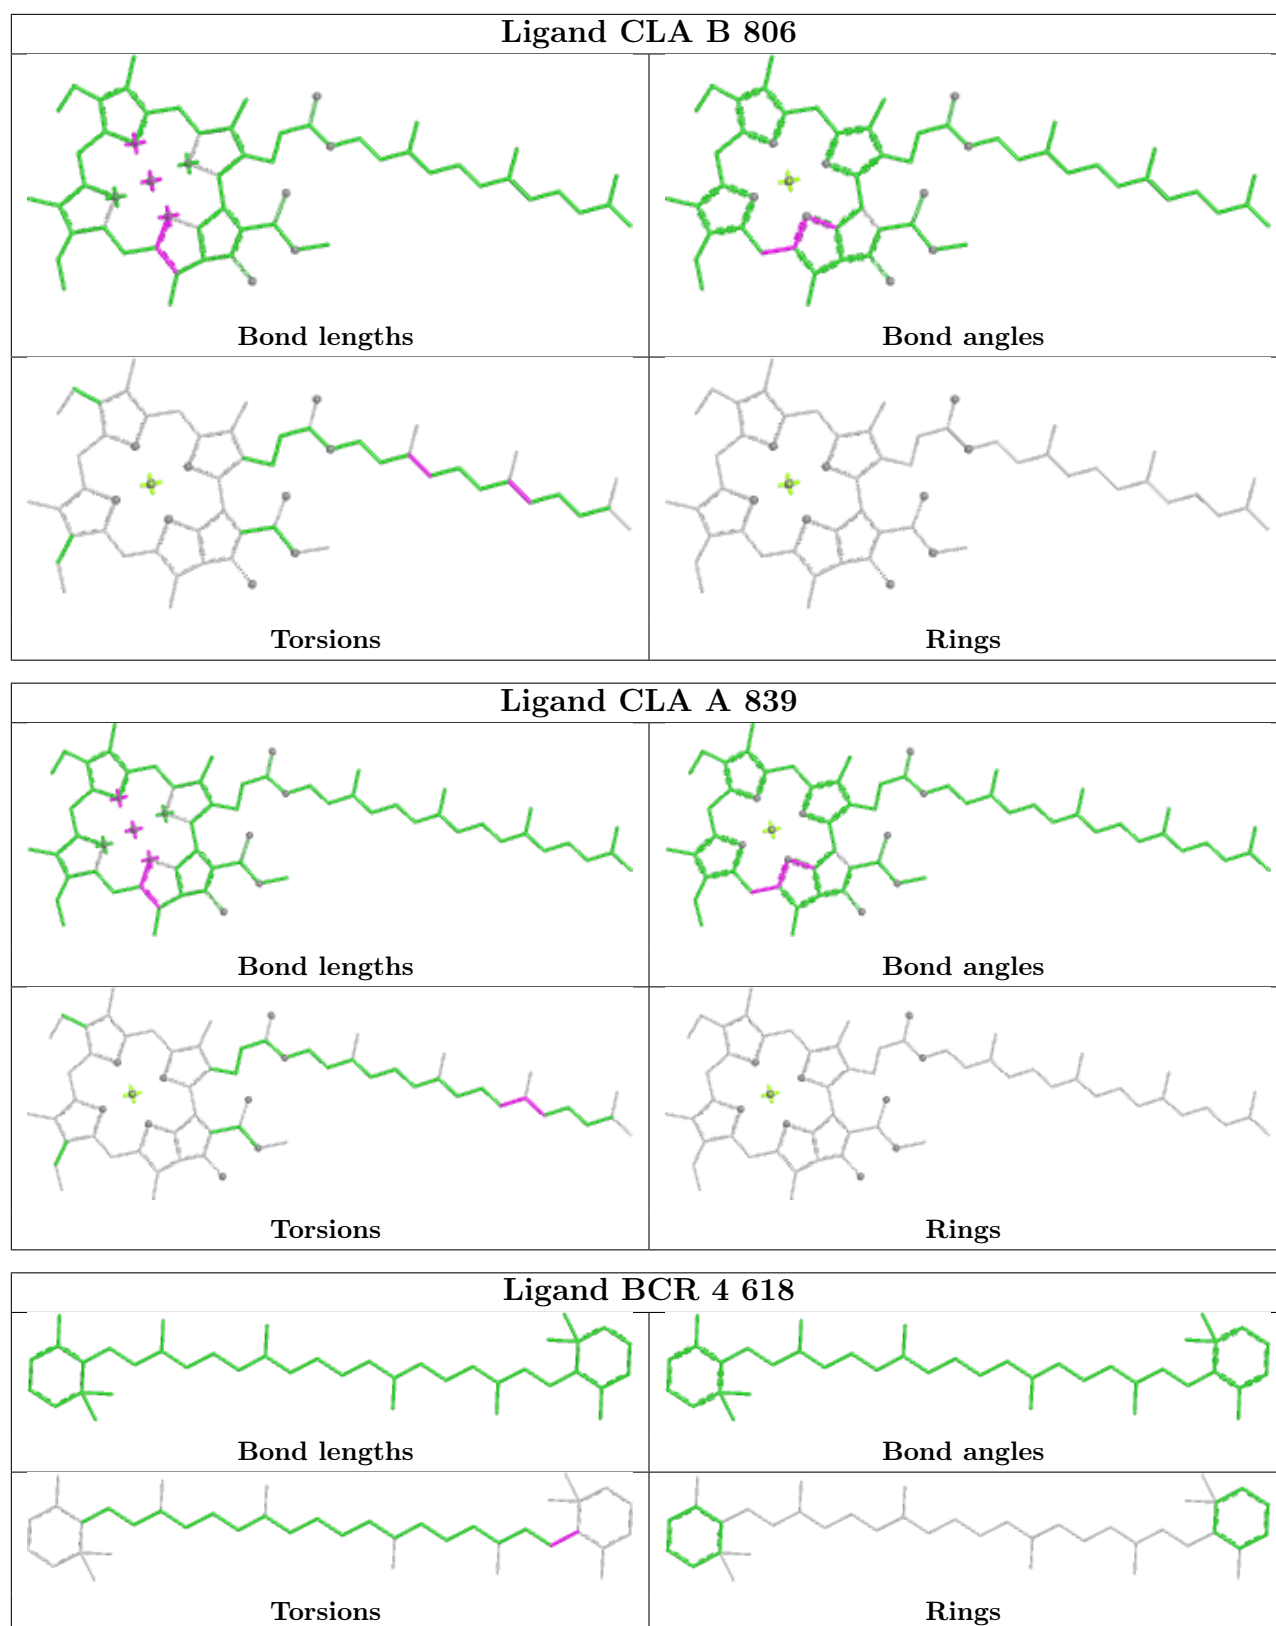 Ligand CLA B 806
Bond lengths
Bond angles
Torsions
Rings
Ligand CLA A 839
Bond lengths
Bond angles
Torsions
Rings
Ligand BCR 4 618
Bond lengths
Bond angles
Torsions
Rings